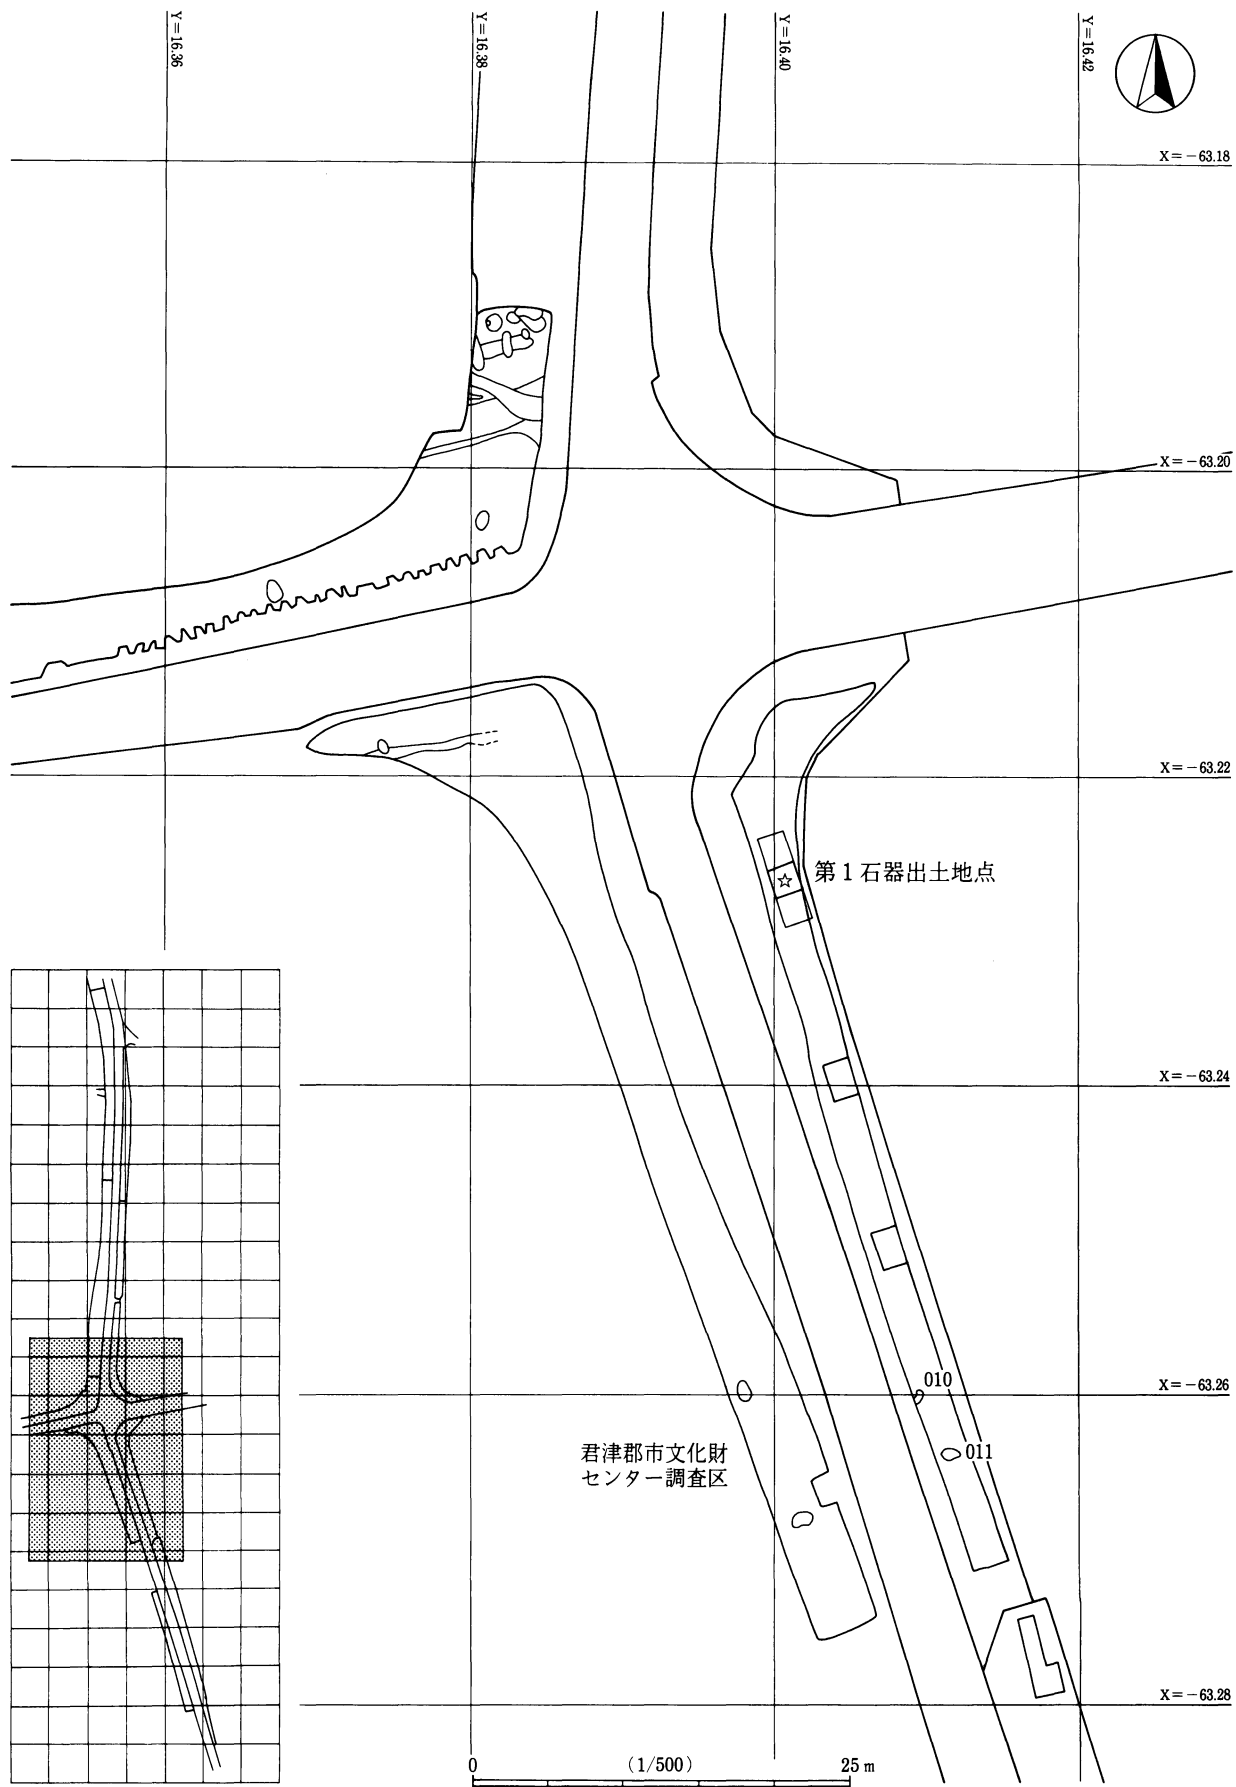 Y=16.36
Y=16.38
Y=16.40
Y=16.42
X=−63.18
X=−63.20
X=−63.22
第1石器出土地点
X=−63.24
010
X=−63.26
011
君津郡市文化財
センター調査区
X=−63.28
0 (1/500) 25 m